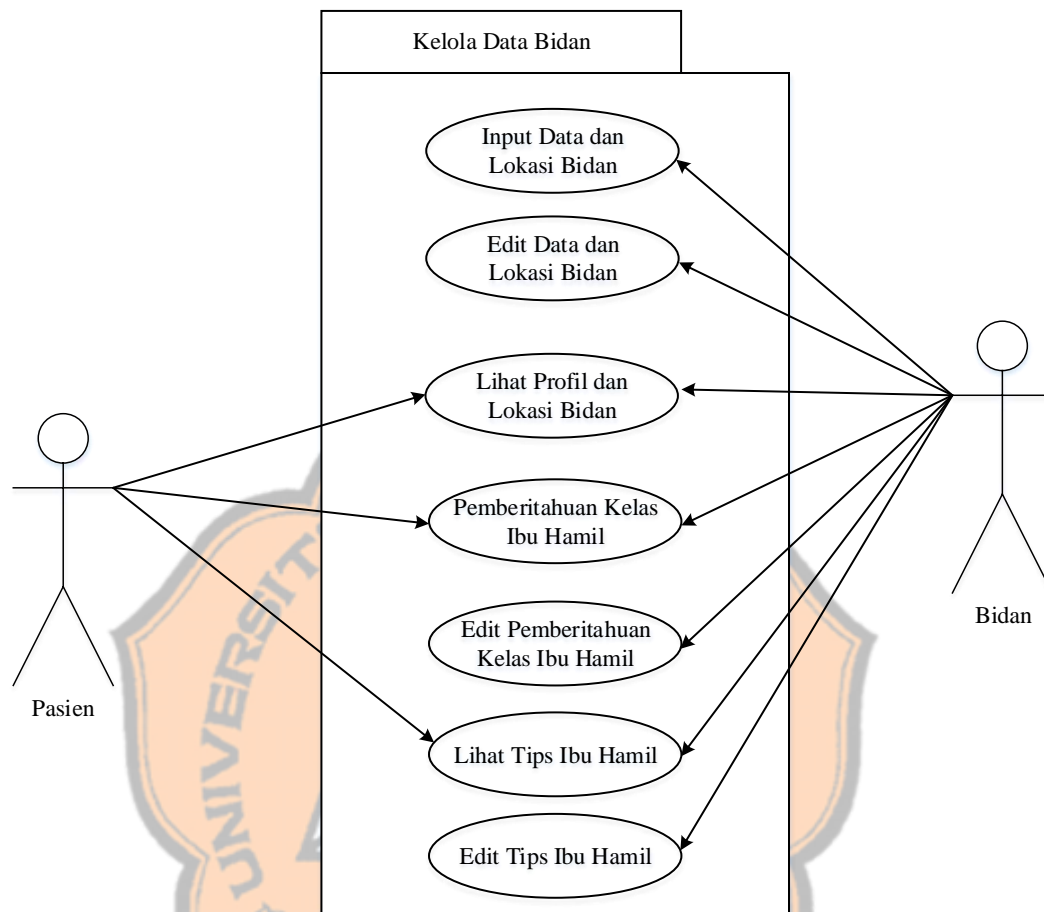 Kelola Data Bidan
Input Data dan
Lokasi Bidan
Edit Data dan
Lokasi Bidan
Lihat Profil dan
Lokasi Bidan
Pemberitahuan Kelas
Ibu Hamil
Edit Pemberitahuan
Kelas Ibu Hamil
Lihat Tips Ibu Hamil
Edit Tips Ibu Hamil
Pasien
Bidan
UNIVERSIT